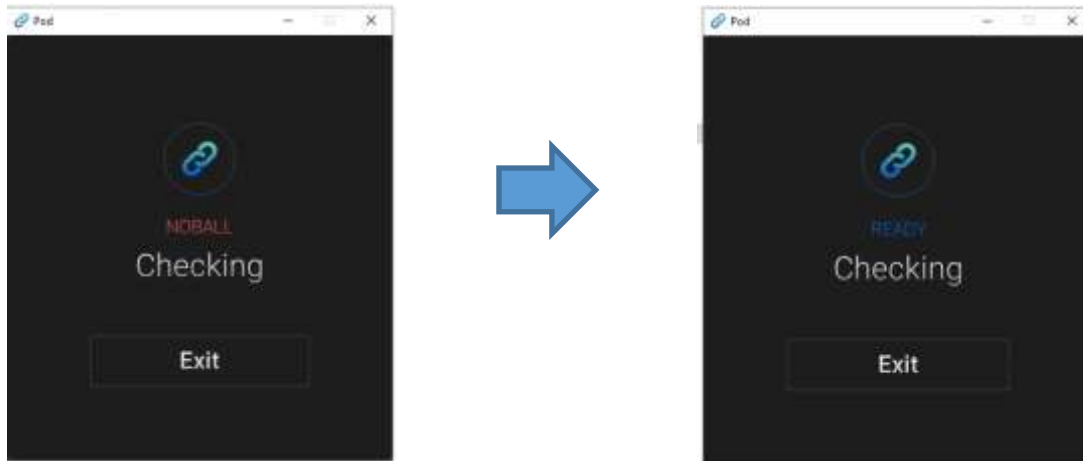 Pod
NOBALL
Checking
Exit
Pod
READY
Checking
Exit